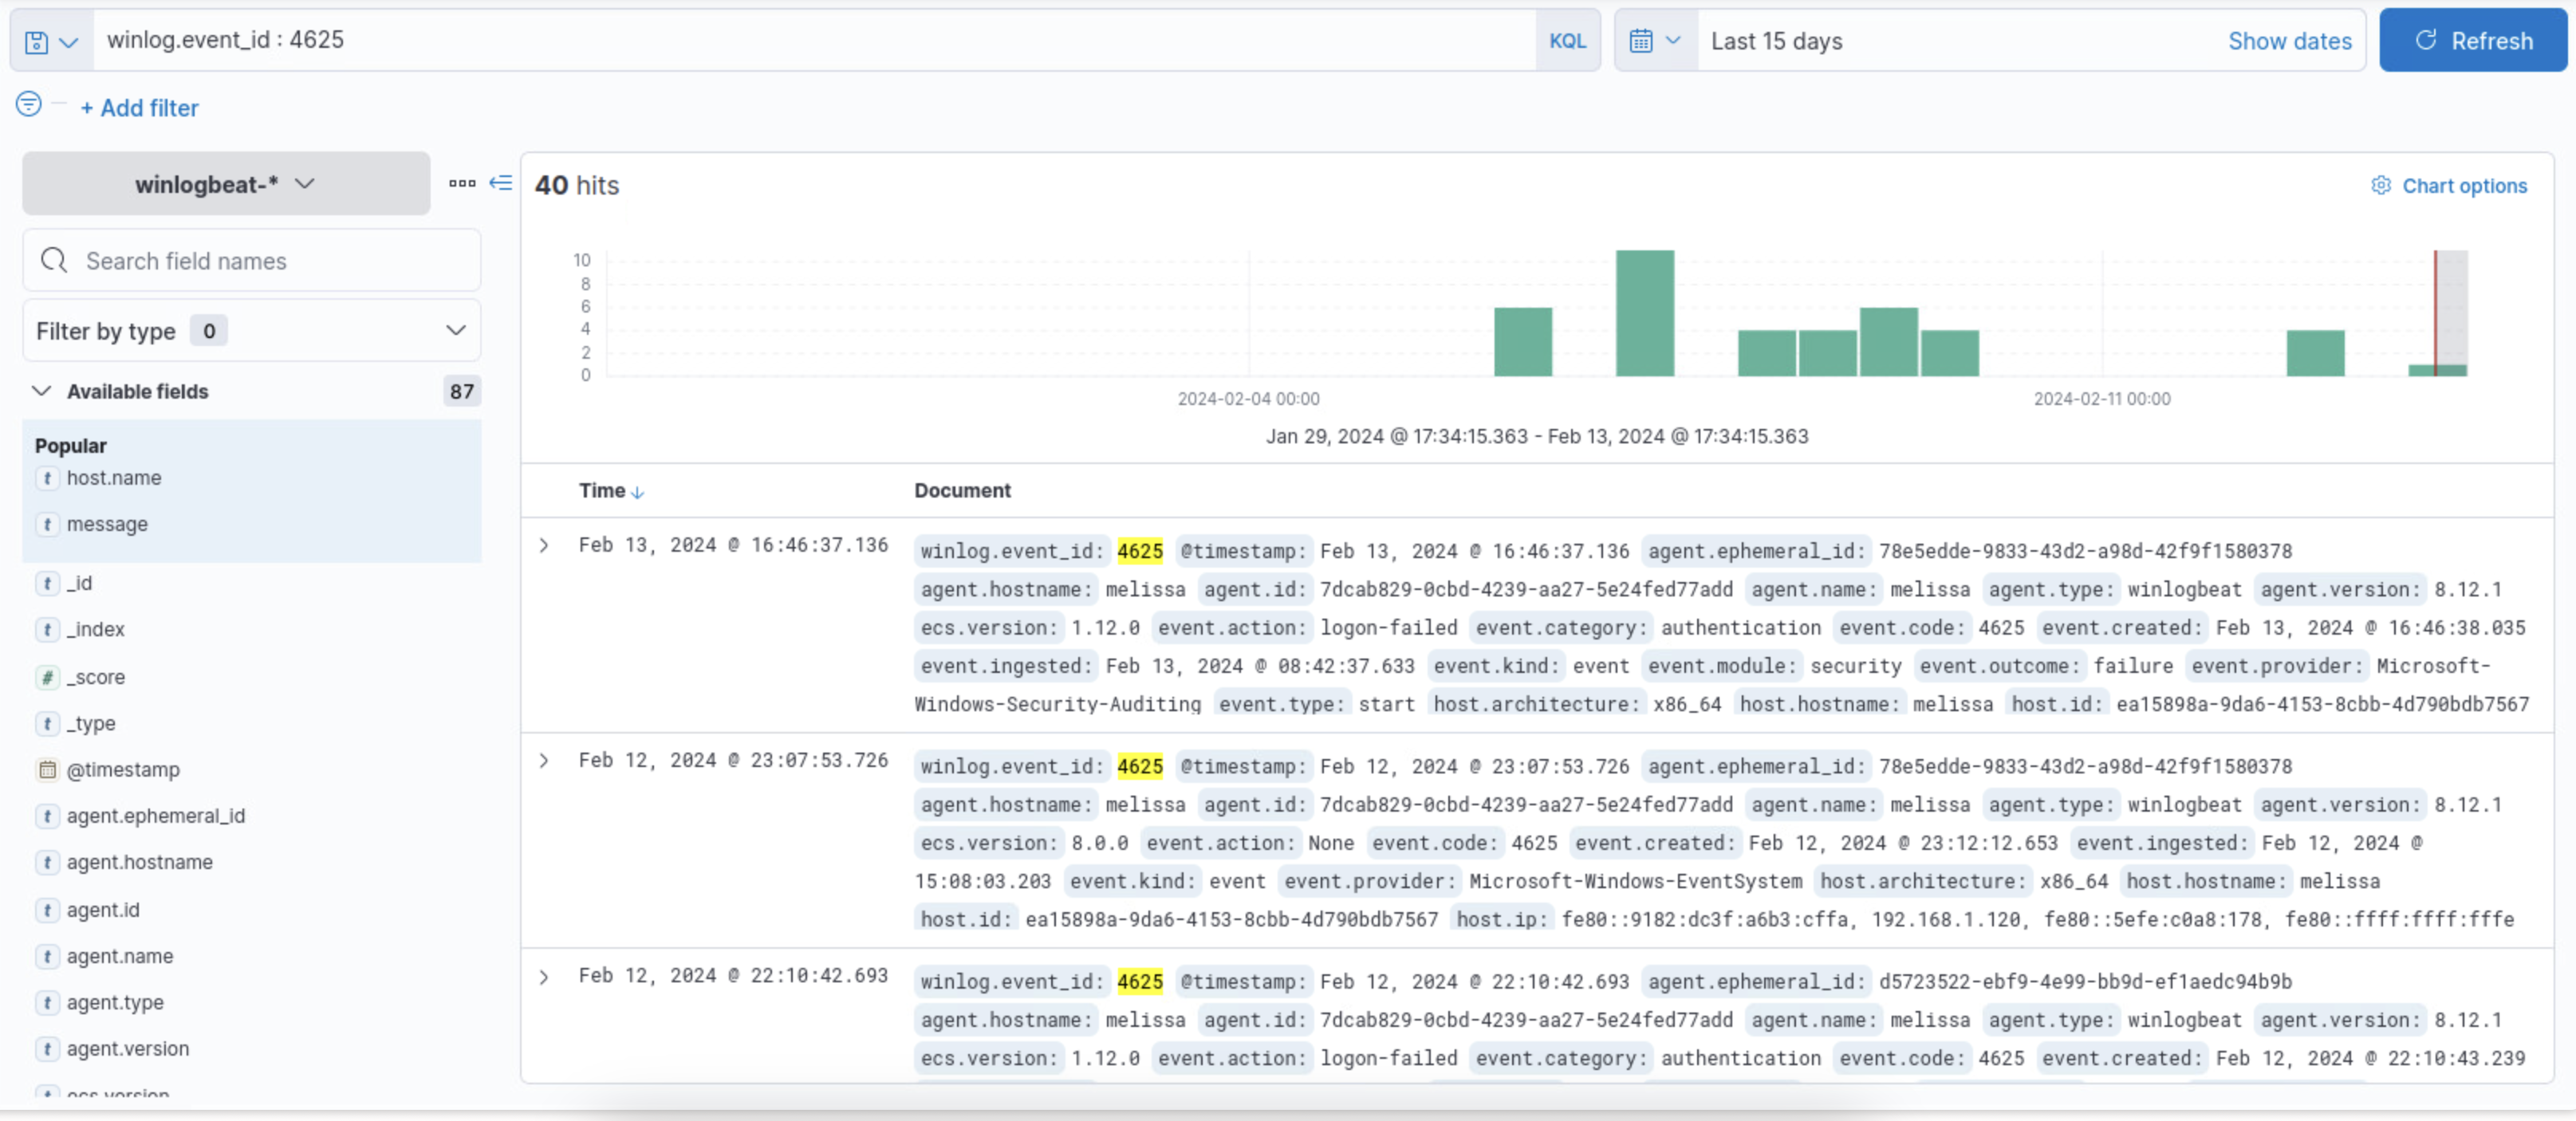 winlog.event_id : 4625
KQL
Last 15 days
Show dates
Refresh
+ Add filter
winlogbeat-*
Search field names
Filter by type 0
Available fields 87
Popular
host.name
message
_id
_index
_score
_type
@timestamp
agent.ephemeral_id
agent.hostname
agent.id
agent.name
agent.type
agent.version
ecs.version
40 hits
Chart options
10
8
6
4
2
0
2024-02-04 00:00
2024-02-11 00:00
Jan 29, 2024 @ 17:34:15.363 - Feb 13, 2024 @ 17:34:15.363
Time
Document
Feb 13, 2024 @ 16:46:37.136
winlog.event_id: 4625 @timestamp: Feb 13, 2024 @ 16:46:37.136 agent.ephemeral_id: 78e5edde-9833-43d2-a98d-42f9f1580378
agent.hostname: melissa agent.id: 7dcab829-0cbd-4239-aa27-5e24fed77add agent.name: melissa agent.type: winlogbeat agent.version: 8.12.1
ecs.version: 1.12.0 event.action: logon-failed event.category: authentication event.code: 4625 event.created: Feb 13, 2024 @ 16:46:38.035
event.ingested: Feb 13, 2024 @ 08:42:37.633 event.kind: event event.module: security event.outcome: failure event.provider: Microsoft-
Windows-Security-Auditing event.type: start host.architecture: x86_64 host.hostname: melissa host.id: ea15898a-9da6-4153-8cbb-4d790bdb7567
Feb 12, 2024 @ 23:07:53.726
winlog.event_id: 4625 @timestamp: Feb 12, 2024 @ 23:07:53.726 agent.ephemeral_id: 78e5edde-9833-43d2-a98d-42f9f1580378
agent.hostname: melissa agent.id: 7dcab829-0cbd-4239-aa27-5e24fed77add agent.name: melissa agent.type: winlogbeat agent.version: 8.12.1
ecs.version: 8.0.0 event.action: None event.code: 4625 event.created: Feb 12, 2024 @ 23:12:12.653 event.ingested: Feb 12, 2024 @
15:08:03.203 event.kind: event event.provider: Microsoft-Windows-EventSystem host.architecture: x86_64 host.hostname: melissa
host.id: ea15898a-9da6-4153-8cbb-4d790bdb7567 host.ip: fe80::9182:dc3f:a6b3:cffa, 192.168.1.120, fe80::5efe:c0a8:178, fe80::ffff:ffff:fffe
Feb 12, 2024 @ 22:10:42.693
winlog.event_id: 4625 @timestamp: Feb 12, 2024 @ 22:10:42.693 agent.ephemeral_id: d5723522-ebf9-4e99-bb9d-ef1aedc94b9b
agent.hostname: melissa agent.id: 7dcab829-0cbd-4239-aa27-5e24fed77add agent.name: melissa agent.type: winlogbeat agent.version: 8.12.1
ecs.version: 1.12.0 event.action: logon-failed event.category: authentication event.code: 4625 event.created: Feb 12, 2024 @ 22:10:43.239